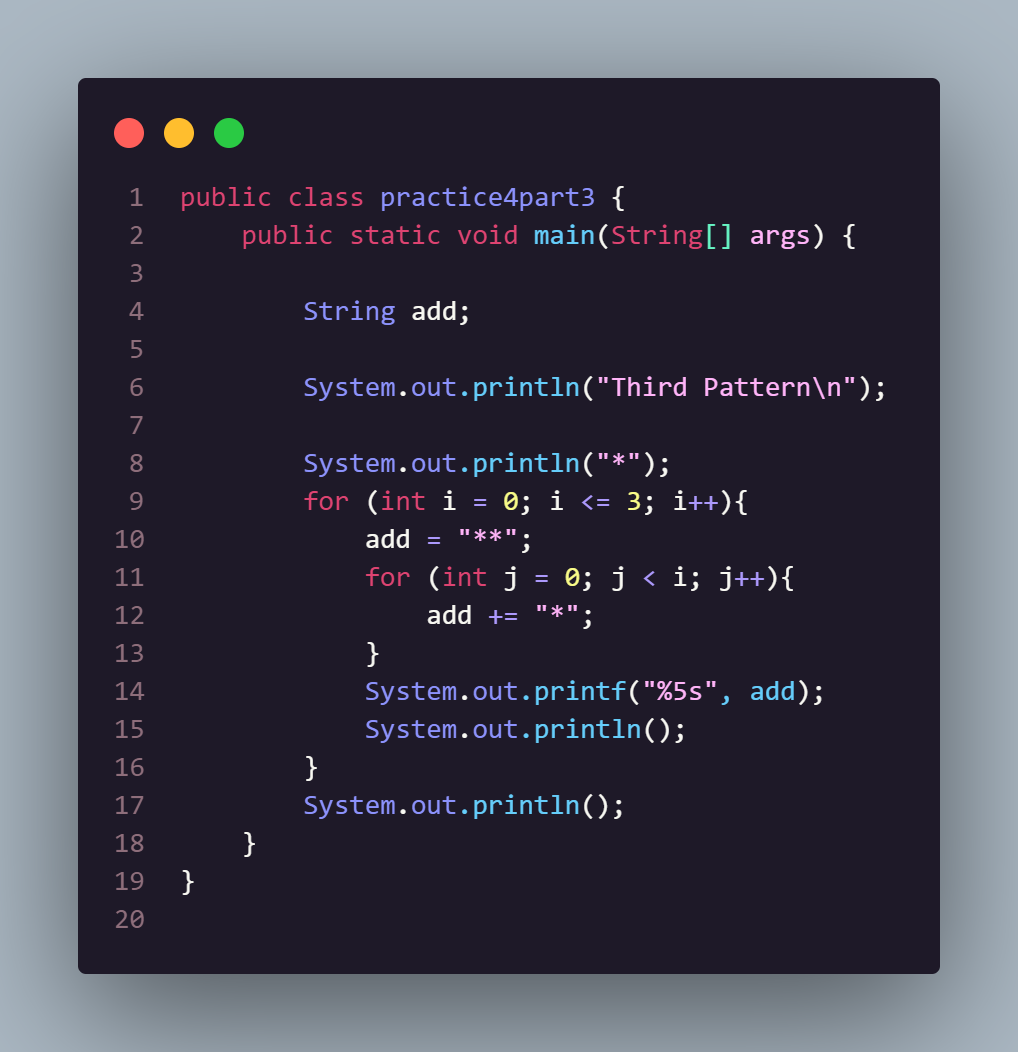 1 public class practice4part3 {
2     public static void main(String[] args) {
3
4         String add;
5
6         System.out.println("Third Pattern\n");
7
8         System.out.println("*");
9         for (int i = 0; i <= 3; i++){
10             add = "**";
11             for (int j = 0; j < i; j++){
12                 add += "*";
13             }
14             System.out.printf("%5s", add);
15             System.out.println();
16         }
17         System.out.println();
18     }
19 }
20